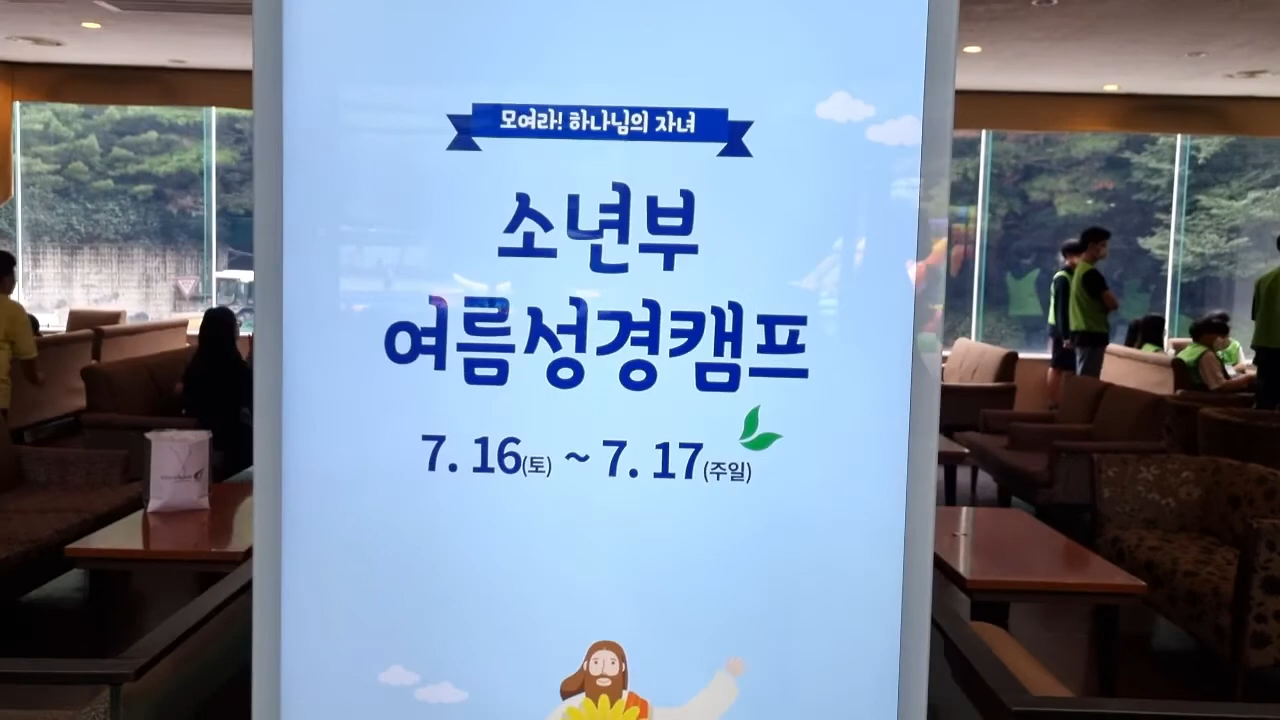 모여라! 하나님의 자녀
소년부
여름성경캠프
7. 16(토) ~ 7. 17(주일)